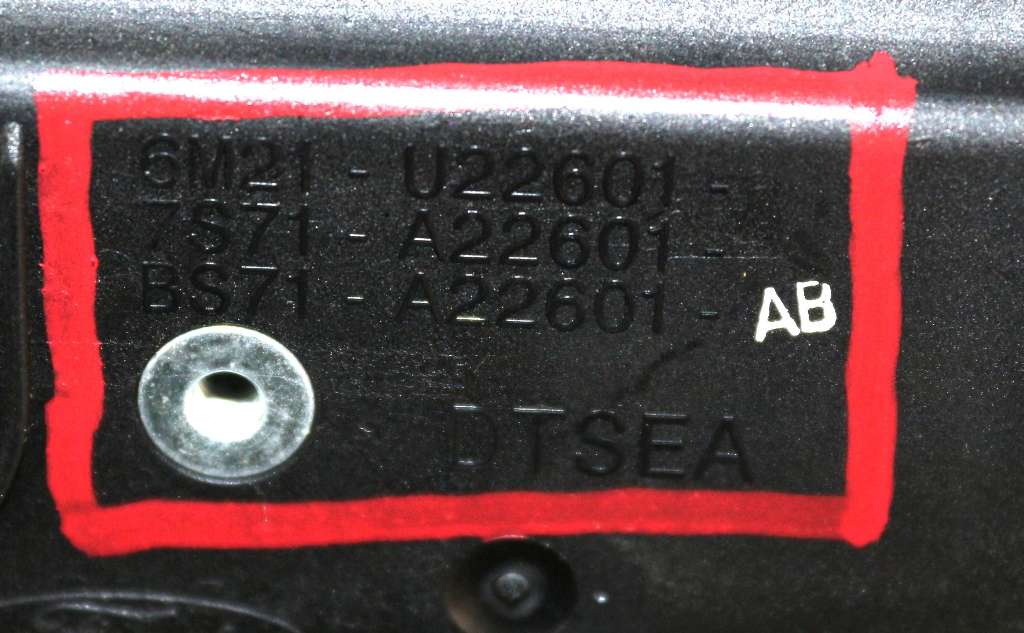 6M21 - U22601 -
7S71 - A22601 -
BS71 - A22601 - AB
DTSEA